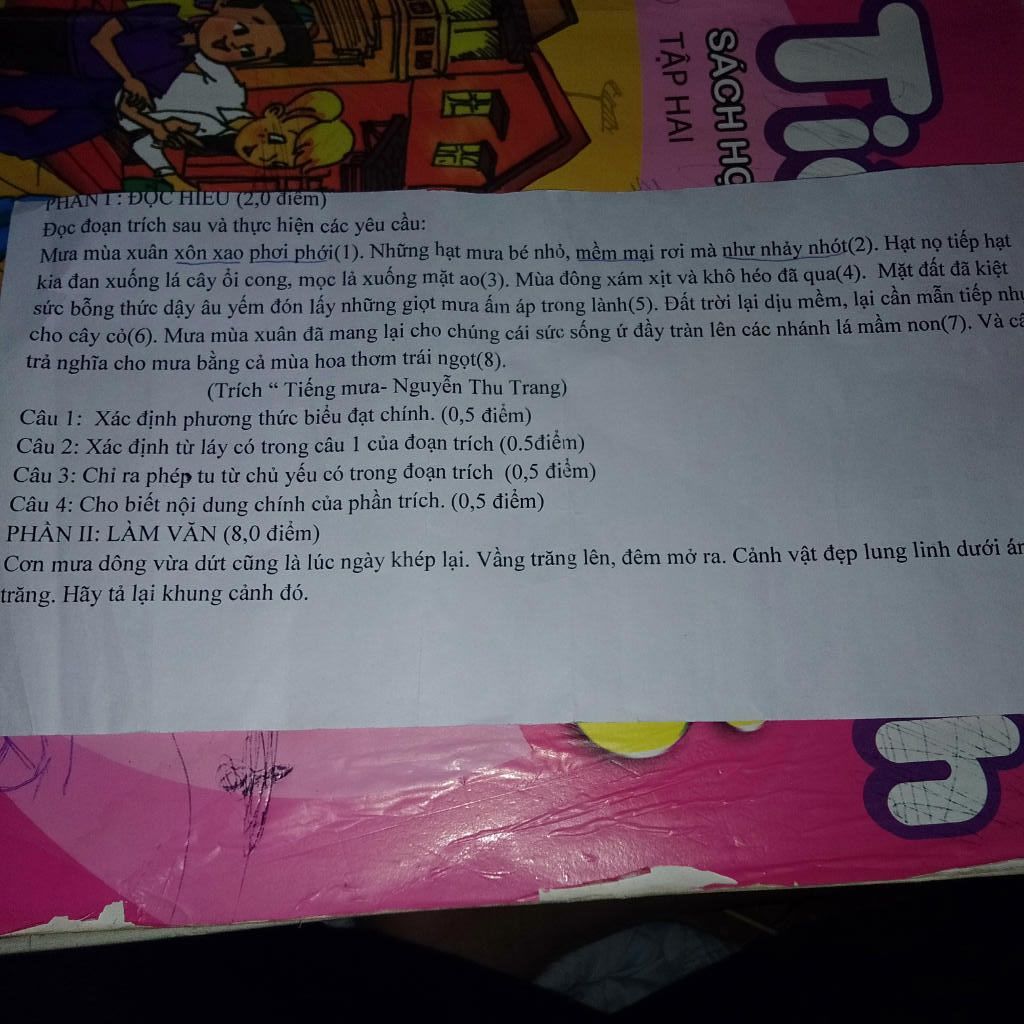 Ti
SÁCH HỌ
TẬP HAI
PHẦN I : ĐỌC HIỂU (2,0 điểm)
Đọc đoạn trích sau và thực hiện các yêu cầu:
Mưa mùa xuân xôn xao phơi phới(1). Những hạt mưa bé nhỏ, mềm mại rơi mà như nhảy nhót(2). Hạt nọ tiếp hạt
kia đan xuống lá cây ổi cong, mọc lả xuống mặt ao(3). Mùa đông xám xịt và khô héo đã qua(4). Mặt đất đã kiệt
sức bỗng thức dậy âu yếm đón lấy những giọt mưa ấm áp trong lành(5). Đất trời lại dịu mềm, lại cần mẫn tiếp nhự
cho cây cỏ(6). Mưa mùa xuân đã mang lại cho chúng cái sức sống ứ đầy tràn lên các nhánh lá mầm non(7). Và câ
trả nghĩa cho mưa bằng cả mùa hoa thơm trái ngọt(8).
(Trích “ Tiếng mưa- Nguyễn Thu Trang)
Câu 1: Xác định phương thức biểu đạt chính. (0,5 điểm)
Câu 2: Xác định từ láy có trong câu 1 của đoạn trích (0.5điểm)
Câu 3: Chỉ ra phép tu từ chủ yếu có trong đoạn trích (0,5 điểm)
Câu 4: Cho biết nội dung chính của phần trích. (0,5 điểm)
PHẦN II: LÀM VĂN (8,0 điểm)
Cơn mưa dông vừa dứt cũng là lúc ngày khép lại. Vầng trăng lên, đêm mở ra. Cảnh vật đẹp lung linh dưới án
trăng. Hãy tả lại khung cảnh đó.
h